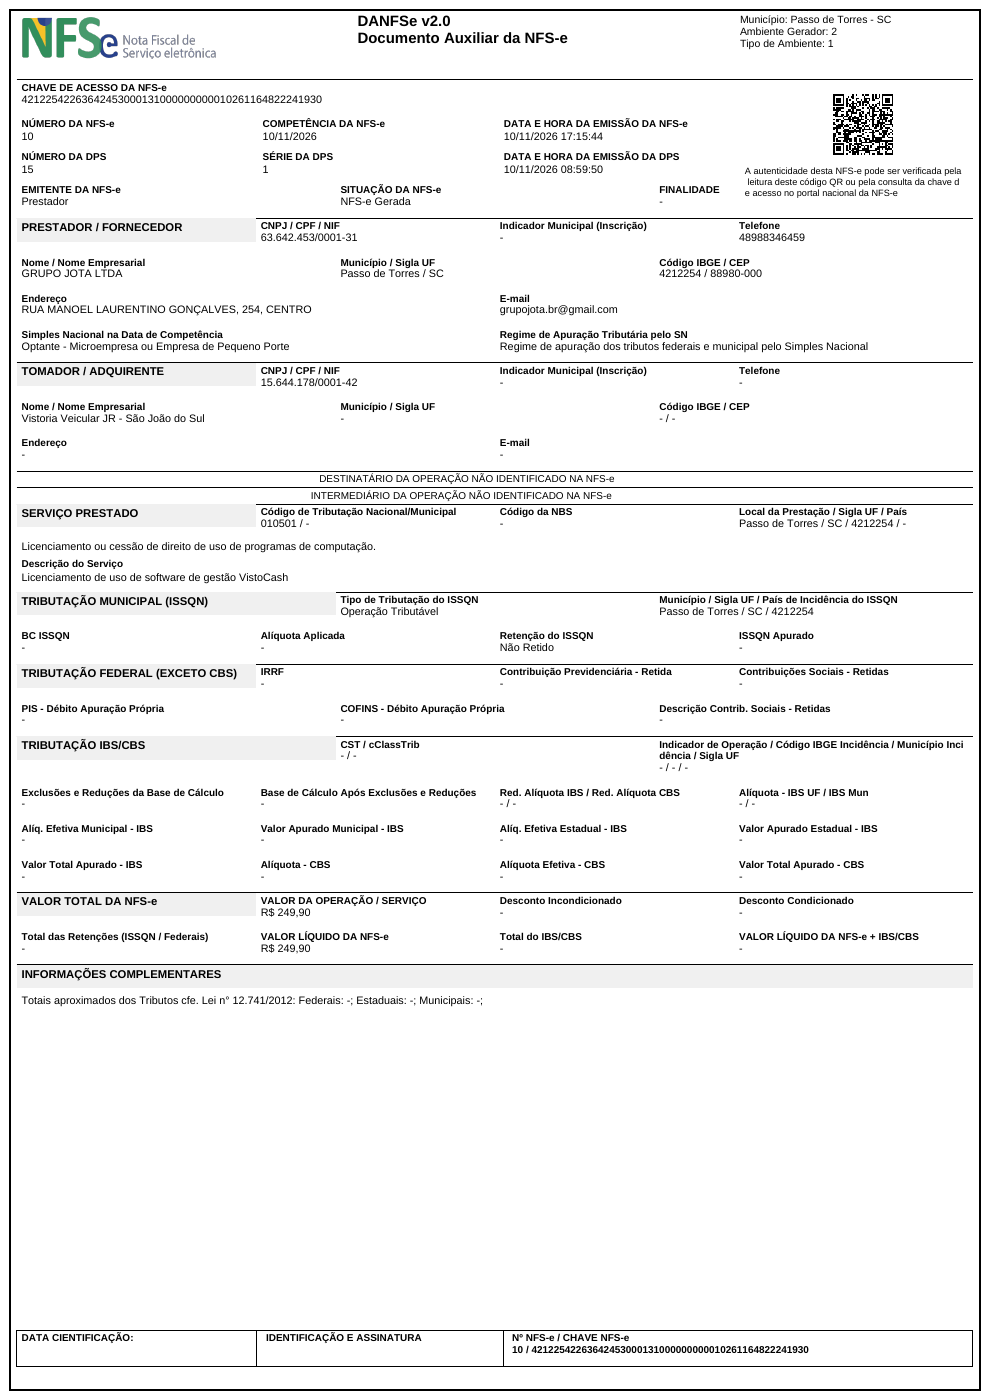 NFSe Nota Fiscal de
Serviço eletrônica
DANFSe v2.0
Documento Auxiliar da NFS-e
Município: Passo de Torres - SC
Ambiente Gerador: 2
Tipo de Ambiente: 1
CHAVE DE ACESSO DA NFS-e
42122542263642453000131000000000010261164822241930
NÚMERO DA NFS-e COMPETÊNCIA DA NFS-e DATA E HORA DA EMISSÃO DA NFS-e
10 10/11/2026 10/11/2026 17:15:44
NÚMERO DA DPS SÉRIE DA DPS DATA E HORA DA EMISSÃO DA DPS
15 1 10/11/2026 08:59:50
A autenticidade desta NFS-e pode ser verificada pela
leitura deste código QR ou pela consulta da chave d
e acesso no portal nacional da NFS-e
EMITENTE DA NFS-e SITUAÇÃO DA NFS-e FINALIDADE
Prestador NFS-e Gerada -
PRESTADOR / FORNECEDOR CNPJ / CPF / NIF Indicador Municipal (Inscrição) Telefone
63.642.453/0001-31 - 48988346459
Nome / Nome Empresarial Município / Sigla UF Código IBGE / CEP
GRUPO JOTA LTDA Passo de Torres / SC 4212254 / 88980-000
Endereço E-mail
RUA MANOEL LAURENTINO GONÇALVES, 254, CENTRO grupojota.br@gmail.com
Simples Nacional na Data de Competência Regime de Apuração Tributária pelo SN
Optante - Microempresa ou Empresa de Pequeno Porte Regime de apuração dos tributos federais e municipal pelo Simples Nacional
TOMADOR / ADQUIRENTE CNPJ / CPF / NIF Indicador Municipal (Inscrição) Telefone
15.644.178/0001-42 - -
Nome / Nome Empresarial Município / Sigla UF Código IBGE / CEP
Vistoria Veicular JR - São João do Sul - - / -
Endereço E-mail
- -
DESTINATÁRIO DA OPERAÇÃO NÃO IDENTIFICADO NA NFS-e
INTERMEDIÁRIO DA OPERAÇÃO NÃO IDENTIFICADO NA NFS-e
SERVIÇO PRESTADO Código de Tributação Nacional/Municipal Código da NBS Local da Prestação / Sigla UF / País
010501 / - - Passo de Torres / SC / 4212254 / -
Licenciamento ou cessão de direito de uso de programas de computação.
Descrição do Serviço
Licenciamento de uso de software de gestão VistoCash
TRIBUTAÇÃO MUNICIPAL (ISSQN) Tipo de Tributação do ISSQN Município / Sigla UF / País de Incidência do ISSQN
Operação Tributável Passo de Torres / SC / 4212254
BC ISSQN Alíquota Aplicada Retenção do ISSQN ISSQN Apurado
- - Não Retido -
TRIBUTAÇÃO FEDERAL (EXCETO CBS) IRRF Contribuição Previdenciária - Retida Contribuições Sociais - Retidas
- - -
PIS - Débito Apuração Própria COFINS - Débito Apuração Própria Descrição Contrib. Sociais - Retidas
- - -
TRIBUTAÇÃO IBS/CBS CST / cClassTrib Indicador de Operação / Código IBGE Incidência / Município Inci
- / - dência / Sigla UF
- / - / -
Exclusões e Reduções da Base de Cálculo Base de Cálculo Após Exclusões e Reduções Red. Alíquota IBS / Red. Alíquota CBS Alíquota - IBS UF / IBS Mun
- - - / - - / -
Alíq. Efetiva Municipal - IBS Valor Apurado Municipal - IBS Alíq. Efetiva Estadual - IBS Valor Apurado Estadual - IBS
- - - -
Valor Total Apurado - IBS Alíquota - CBS Alíquota Efetiva - CBS Valor Total Apurado - CBS
- - - -
VALOR TOTAL DA NFS-e VALOR DA OPERAÇÃO / SERVIÇO Desconto Incondicionado Desconto Condicionado
R$ 249,90 - -
Total das Retenções (ISSQN / Federais) VALOR LÍQUIDO DA NFS-e Total do IBS/CBS VALOR LÍQUIDO DA NFS-e + IBS/CBS
- R$ 249,90 - -
INFORMAÇÕES COMPLEMENTARES
Totais aproximados dos Tributos cfe. Lei n° 12.741/2012: Federais: -; Estaduais: -; Municipais: -;
DATA CIENTIFICAÇÃO: IDENTIFICAÇÃO E ASSINATURA Nº NFS-e / CHAVE NFS-e
10 / 42122542263642453000131000000000010261164822241930